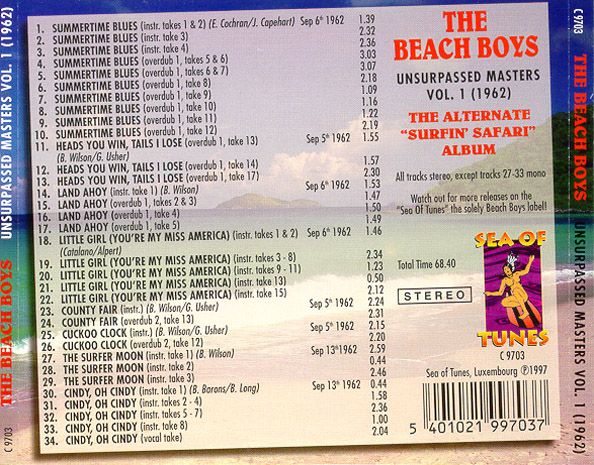 1. SUMMERTIME BLUES (instr. takes 1 & 2) (E. Cochran/J. Capehart) Sep 6th 1962 1.39
2. SUMMERTIME BLUES (instr. take 3) 2.32
3. SUMMERTIME BLUES (instr. take 4) 2.36
4. SUMMERTIME BLUES (overdub 1, takes 5 & 6) 3.03
5. SUMMERTIME BLUES (overdub 1, takes 6 & 7) 3.07
6. SUMMERTIME BLUES (overdub 1, take 8) 2.18
7. SUMMERTIME BLUES (overdub 1, take 9) 1.09
8. SUMMERTIME BLUES (overdub 1, take 10) 1.16
9. SUMMERTIME BLUES (overdub 1, take 11) 1.22
10. SUMMERTIME BLUES (overdub 1, take 12) 2.19
11. HEADS YOU WIN, TAILS I LOSE (overdub 1, take 13) Sep 5th 1962 1.55
(B. Wilson/G. Usher)
12. HEADS YOU WIN, TAILS I LOSE (overdub 1, take 14) 1.57
13. HEADS YOU WIN, TAILS I LOSE (overdub 1, take 17) 2.30
14. LAND AHOY (instr. take 1) (B. Wilson) Sep 6th 1962 1.53
15. LAND AHOY (overdub 1, takes 2 & 3) 1.47
16. LAND AHOY (overdub 1, take 4) 1.50
17. LAND AHOY (overdub 1, take 5) 1.49
18. LITTLE GIRL (YOU'RE MY MISS AMERICA) (instr. takes 1 & 2) Sep 6th 1962 1.46
(Catalano/Alpert)
19. LITTLE GIRL (YOU'RE MY MISS AMERICA) (instr. takes 3 - 8) 2.34
20. LITTLE GIRL (YOU'RE MY MISS AMERICA) (instr. takes 9 - 11) 1.23
21. LITTLE GIRL (YOU'RE MY MISS AMERICA) (instr. take 13) 0.50
22. LITTLE GIRL (YOU'RE MY MISS AMERICA) (instr. take 15) 2.12
23. COUNTY FAIR (instr.) (B. Wilson/G. Usher) Sep 5th 1962 2.24
24. COUNTY FAIR (overdub 2, take 13) 2.11
25. CUCKOO CLOCK (instr.) (B. Wilson/G. Usher) Sep 5th 1962 2.15
26. CUCKOO CLOCK (overdub 2, take 12) 2.20
27. THE SURFER MOON (instr. take 1) (B. Wilson) Sep 13th 1962 2.59
28. THE SURFER MOON (instr. take 2) 0.44
29. THE SURFER MOON (instr. take 3) 2.44
30. CINDY, OH CINDY (instr. take 1) (B. Barons/B. Long) Sep 13th 1962 0.44
31. CINDY, OH CINDY (instr. takes 2 - 4) 1.58
32. CINDY, OH CINDY (instr. takes 5 - 7) 2.36
33. CINDY, OH CINDY (instr. take 8) 1.00
34. CINDY, OH CINDY (vocal take) 2.04
THE
BEACH BOYS
UNSURPASSED MASTERS
VOL. 1 (1962)
THE ALTERNATE
"SURFIN' SAFARI"
ALBUM
All tracks stereo, except tracks 27-33 mono
Watch out for more releases on the
"Sea Of Tunes" the solely Beach Boys label!
Total Time 68.40
STEREO
SEA OF
TUNES
C 9703
Sea of Tunes, Luxembourg ℗1997
5 401021 997037
C 9703 THE BEACH BOYS UNSURPASSED MASTERS VOL. 1 (1962)
C 9703 THE BEACH BOYS UNSURPASSED MASTERS VOL. 1 (1962)